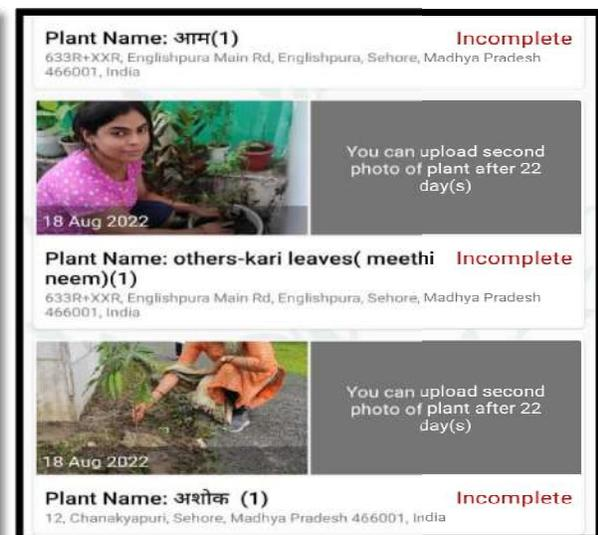 Plant Name: आम(1) Incomplete
633R+XXR, Englishpura Main Rd, Englishpura, Sehore, Madhya Pradesh
466001, India
You can upload second
photo of plant after 22
day(s)
18 Aug 2022
Plant Name: others-kari leaves( meethi Incomplete
neem)(1)
633R+XXR, Englishpura Main Rd, Englishpura, Sehore, Madhya Pradesh
466001, India
You can upload second
photo of plant after 22
day(s)
18 Aug 2022
Plant Name: अशोक (1) Incomplete
12, Chanakyapuri, Sehore, Madhya Pradesh 466001, India